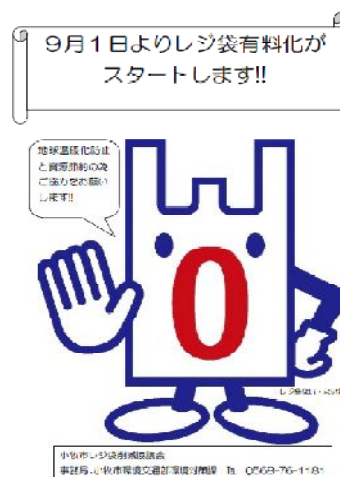 9月1日よりレジ袋有料化が
スタートします!!
地球温暖化防止
と資源節約の為
ご協力をお願い
します!!
0
小牧市レジ袋削減協議会
事務局:小牧市環境交通部環境対策課 ℡ 0568-76-1181